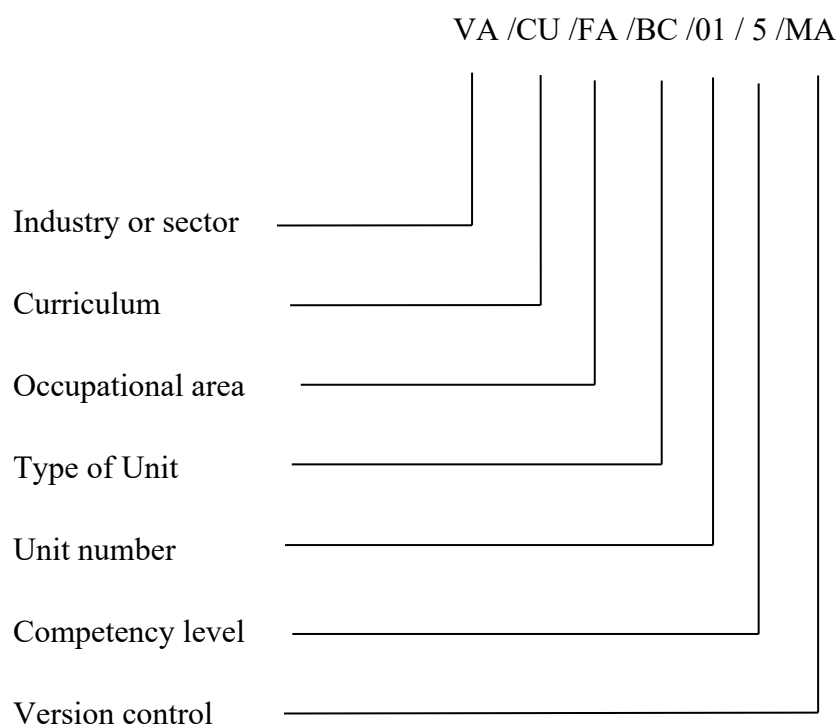 VA /CU /FA /BC /01 / 5 /MA
Industry or sector
Curriculum
Occupational area
Type of Unit
Unit number
Competency level
Version control